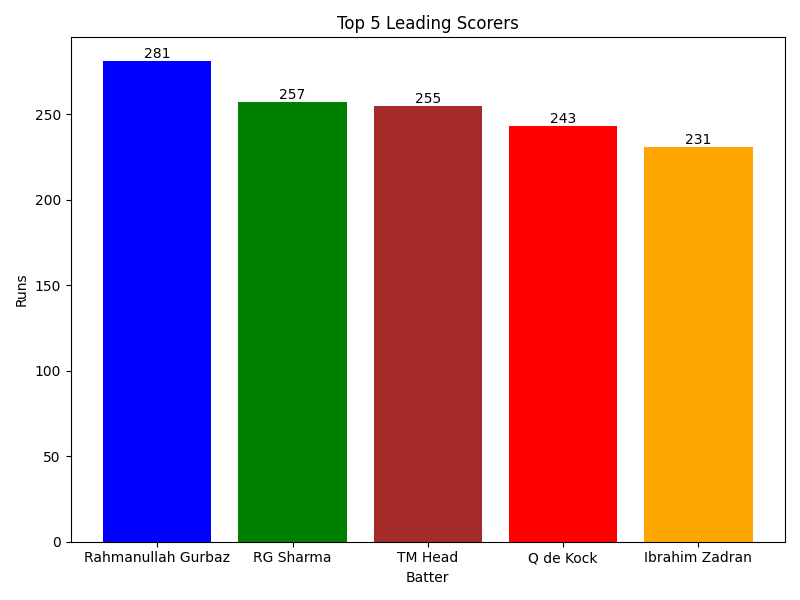 Top 5 Leading Scorers
281
257
255
243
231
250
200
150
100
50
0
Runs
Rahmanullah Gurbaz
RG Sharma
TM Head
Q de Kock
Ibrahim Zadran
Batter